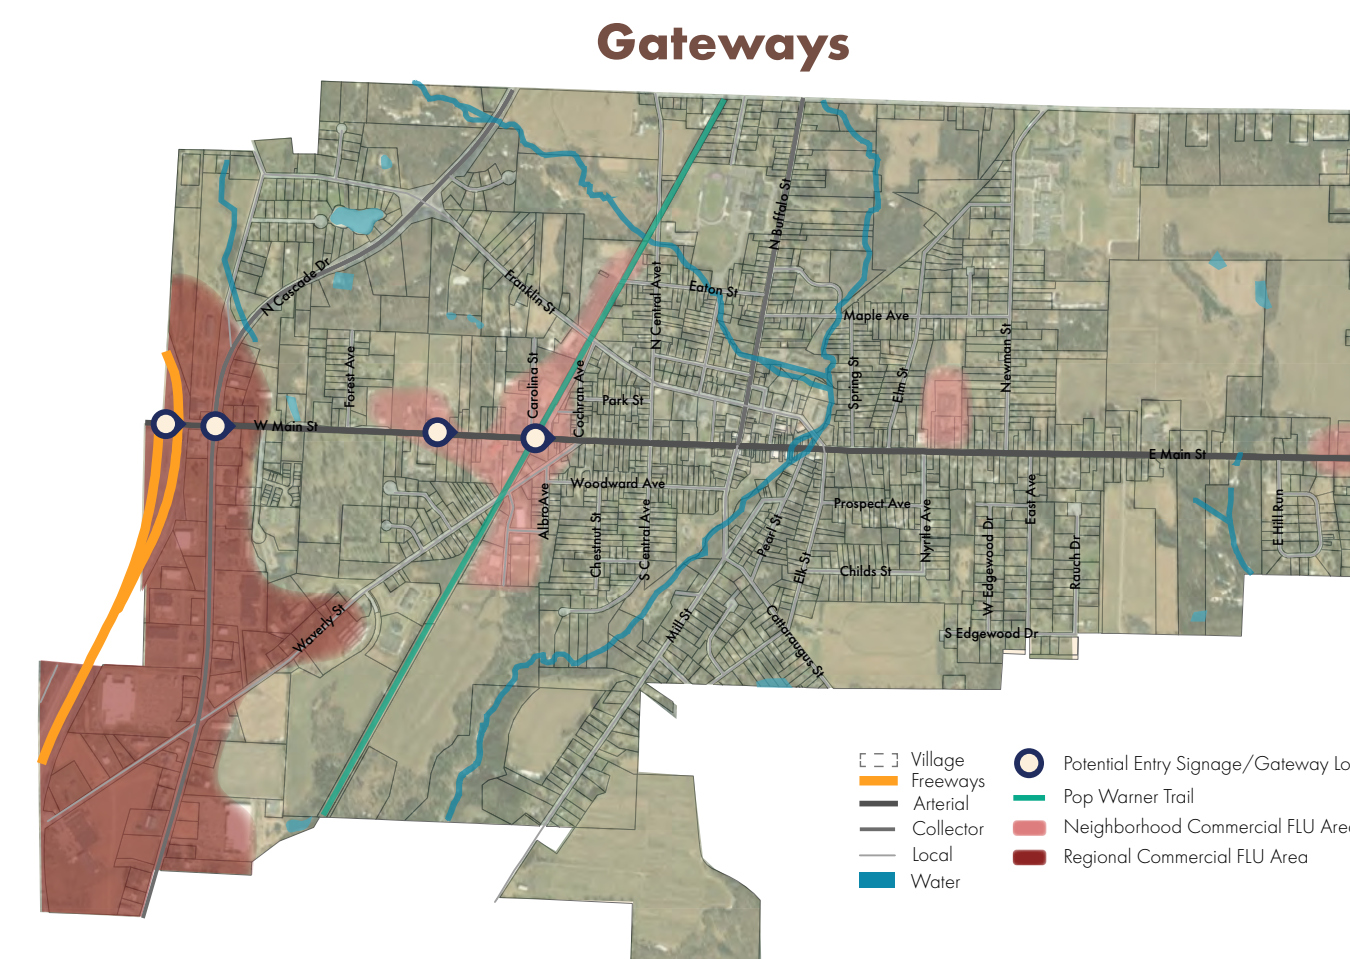 Gateways
N Cascade Dr
Franklin St
N Buffalo St
N Central Avet
Eaton St
Maple Ave
Forest Ave
Carolina St
Cochran Ave
Park St
Spring St
Elm St
Newman St
W Main St
E Main St
Woodward Ave
Albro Ave
Chestnut St
S Central Ave
Pearl St
Elk St
Prospect Ave
Nyrtle Ave
Childs St
W Edgewood Dr
East Ave
Rauch Dr
E Hill Run
S Edgewood Dr
Waverly St
Mill St
Cattaraugus St
Village
Freeways
Arterial
Collector
Local
Water
Potential Entry Signage/Gateway Lo
Pop Warner Trail
Neighborhood Commercial FLU Area
Regional Commercial FLU Area